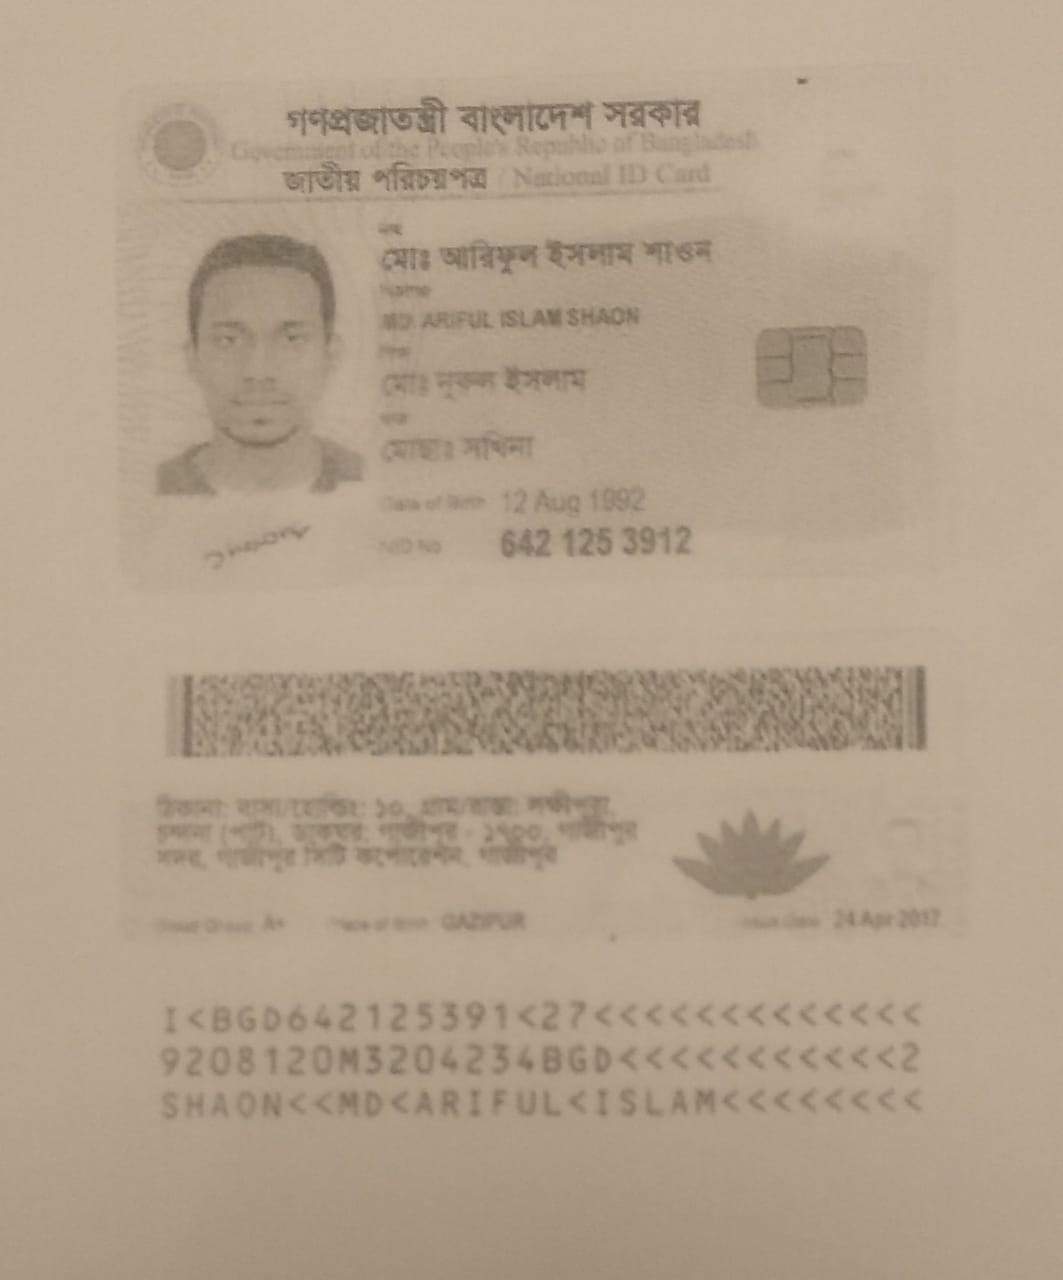 গণপ্রজাতন্ত্রী বাংলাদেশ সরকার
Government of the People's Republic of Bangladesh
জাতীয় পরিচয়পত্র / National ID Card
নাম
মোঃ আরিফুল ইসলাম শাওন
Name
MD. ARIFUL ISLAM SHAON
পিতা
মোঃ নূরুল ইসলাম
মাতা
মোছাঃ সখিনা
Date of Birth 12 Aug 1992
NID No 642 125 3912
Shaon
ঠিকানা: বাসা/হোল্ডিং: ১০, গ্রাম/রাস্তা:
ডাকঘর: গাজীপুর - ১৭০০, গাজীপুর
সদর, গাজীপুর সিটি কর্পোরেশন, গাজীপুর
Blood Group: A+ Place of Birth: GAZIPUR Issue Date: 24 Apr 2017
I<BGD642125391<27<<<<<<<<<<<<<
9208120M3204234BGD<<<<<<<<<<<2
SHAON<<MD<ARIFUL<ISLAM<<<<<<<<